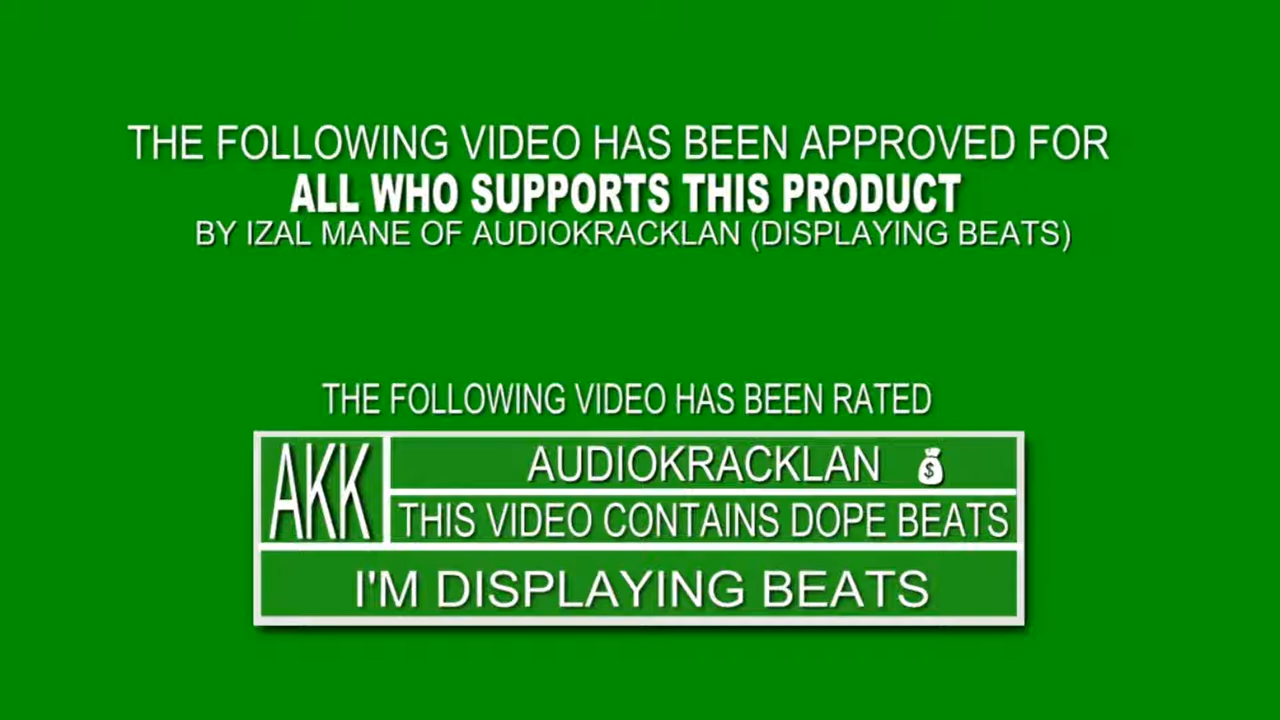 THE FOLLOWING VIDEO HAS BEEN APPROVED FOR
ALL WHO SUPPORTS THIS PRODUCT
BY IZAL MANE OF AUDIOKRACKLAN (DISPLAYING BEATS)
THE FOLLOWING VIDEO HAS BEEN RATED
AKK
AUDIOKRACKLAN
THIS VIDEO CONTAINS DOPE BEATS
I'M DISPLAYING BEATS